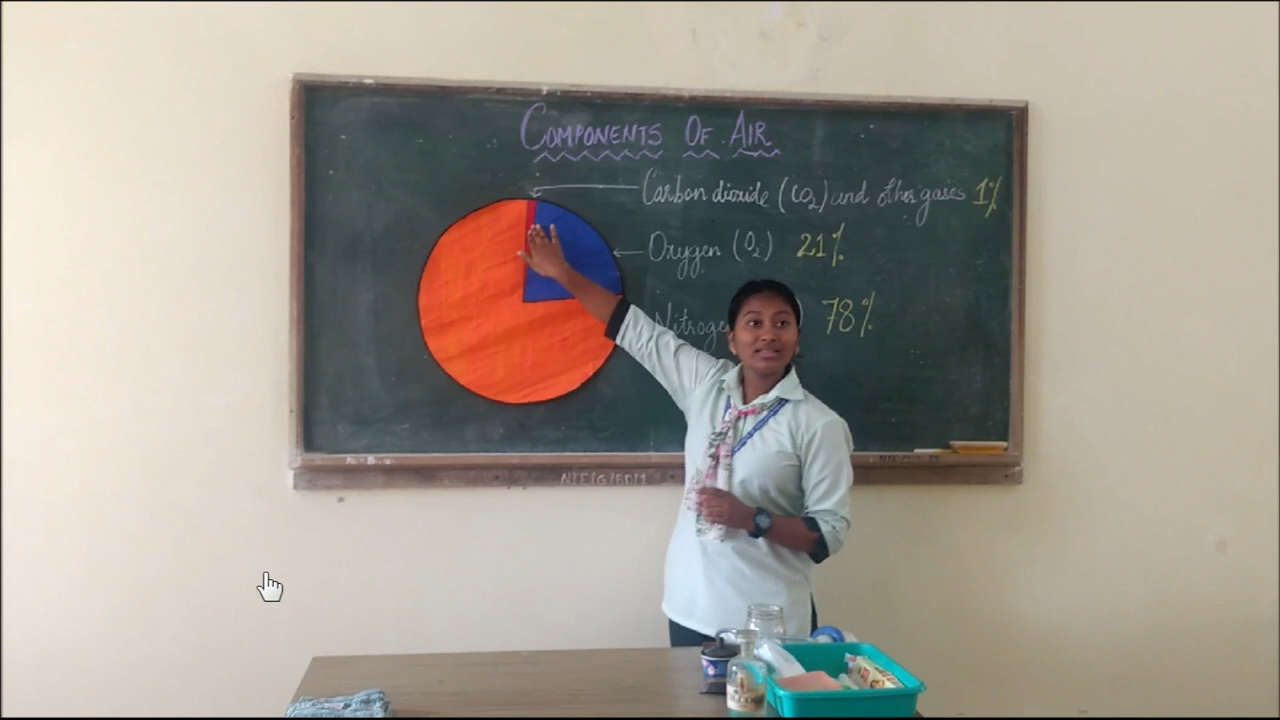 COMPONENTS OF AIR
Carbon dioxide (CO2) and other gases 1%
Oxygen (O2) 21%
78%